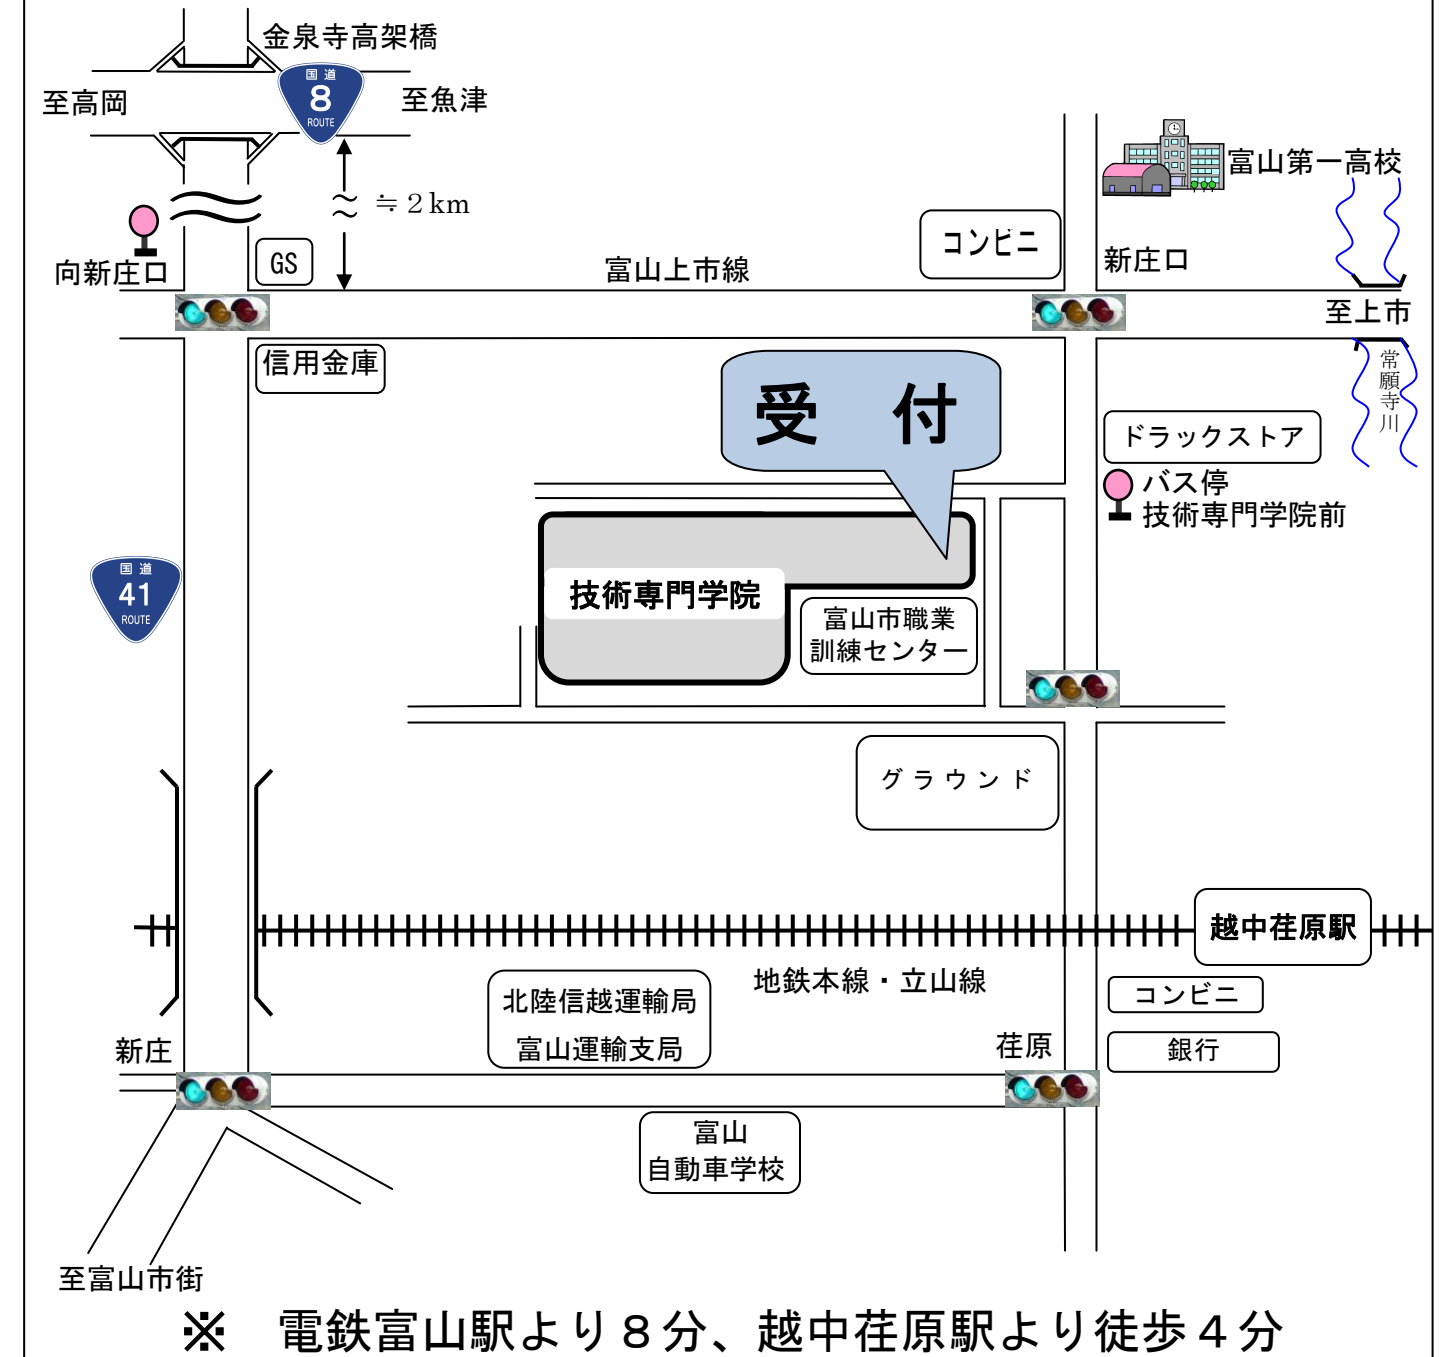 金泉寺高架橋
国道
8
ROUTE
至高岡
至魚津
富山第一高校
≒２km
コンビニ
向新庄口
GS
富山上市線
新庄口
至上市
信用金庫
受　付
常願寺川
ドラックストア
バス停
技術専門学院前
国道
41
ROUTE
技術専門学院
富山市職業
訓練センター
グラウンド
越中荏原駅
地鉄本線・立山線
北陸信越運輸局
富山運輸支局
コンビニ
新庄
荏原
銀行
富山
自動車学校
至富山市街
※　電鉄富山駅より８分、越中荏原駅より徒歩４分